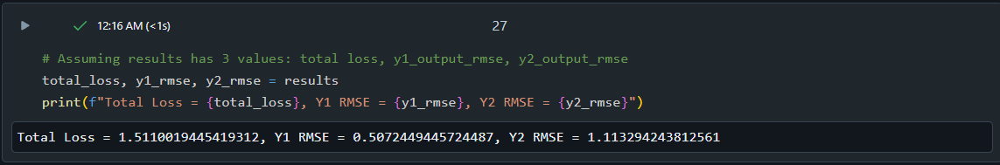 12:16 AM (<1s)
27
# Assuming results has 3 values: total loss, y1_output_rmse, y2_output_rmse
total_loss, y1_rmse, y2_rmse = results
print(f"Total Loss = {total_loss}, Y1 RMSE = {y1_rmse}, Y2 RMSE = {y2_rmse}")
Total Loss = 1.5110019445419312, Y1 RMSE = 0.5072449445724487, Y2 RMSE = 1.113294243812561